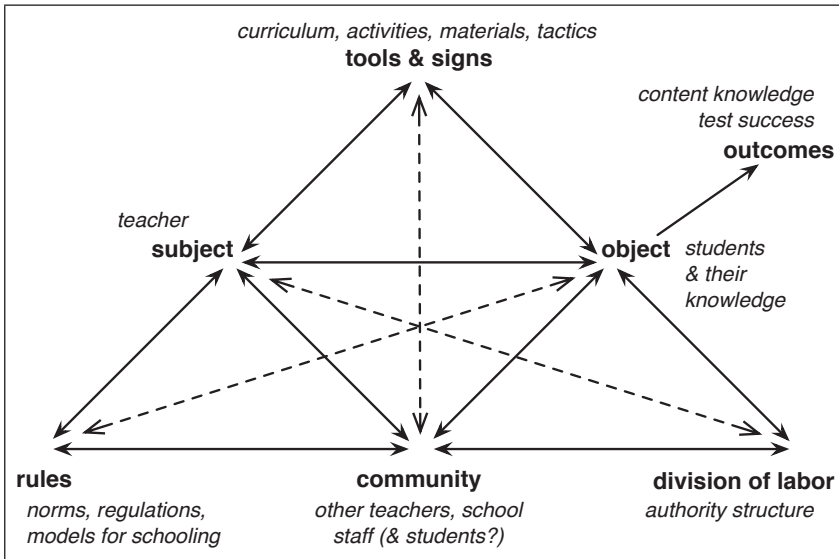 curriculum, activities, materials, tactics
tools & signs
content knowledge
test success
outcomes
teacher
subject
object
students
& their
knowledge
rules
community
division of labor
norms, regulations,
models for schooling
other teachers, school
staff (& students?)
authority structure